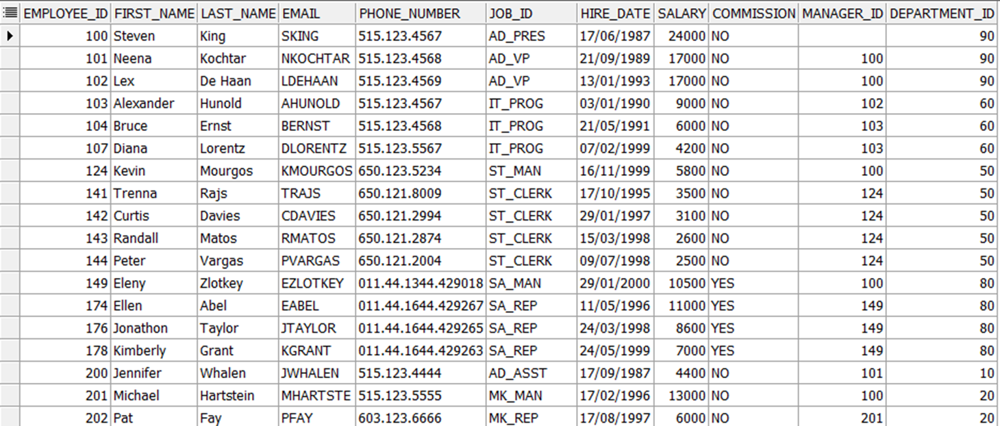 EMPLOYEE_ID FIRST_NAME LAST_NAME EMAIL PHONE_NUMBER JOB_ID HIRE_DATE SALARY COMMISSION MANAGER_ID DEPARTMENT_ID
100 Steven King SKING 515.123.4567 AD_PRES 17/06/1987 24000 NO 90
101 Neena Kochtar NKOCHTAR 515.123.4568 AD_VP 21/09/1989 17000 NO 100 90
102 Lex De Haan LDEHAAN 515.123.4569 AD_VP 13/01/1993 17000 NO 100 90
103 Alexander Hunold AHUNOLD 515.123.4567 IT_PROG 03/01/1990 9000 NO 102 60
104 Bruce Ernst BERNST 515.123.4568 IT_PROG 21/05/1991 6000 NO 103 60
107 Diana Lorentz DLORENTZ 515.123.5567 IT_PROG 07/02/1999 4200 NO 103 60
124 Kevin Mourgos KMOURGOS 650.123.5234 ST_MAN 16/11/1999 5800 NO 100 50
141 Trenna Rajs TRAJS 650.121.8009 ST_CLERK 17/10/1995 3500 NO 124 50
142 Curtis Davies CDAVIES 650.121.2994 ST_CLERK 29/01/1997 3100 NO 124 50
143 Randall Matos RMATOS 650.121.2874 ST_CLERK 15/03/1998 2600 NO 124 50
144 Peter Vargas PVARGAS 650.121.2004 ST_CLERK 09/07/1998 2500 NO 124 50
149 Eleny Zlotkey EZLOTKEY 011.44.1344.429018 SA_MAN 29/01/2000 10500 YES 100 80
174 Ellen Abel EABEL 011.44.1644.429267 SA_REP 11/05/1996 11000 YES 149 80
176 Jonathon Taylor JTAYLOR 011.44.1644.429265 SA_REP 24/03/1998 8600 YES 149 80
178 Kimberly Grant KGRANT 011.44.1644.429263 SA_REP 24/05/1999 7000 YES 149 80
200 Jennifer Whalen JWHALEN 515.123.4444 AD_ASST 17/09/1987 4400 NO 101 10
201 Michael Hartstein MHARTSTE 515.123.5555 MK_MAN 17/02/1996 13000 NO 100 20
202 Pat Fay PFAY 603.123.6666 MK_REP 17/08/1997 6000 NO 201 20